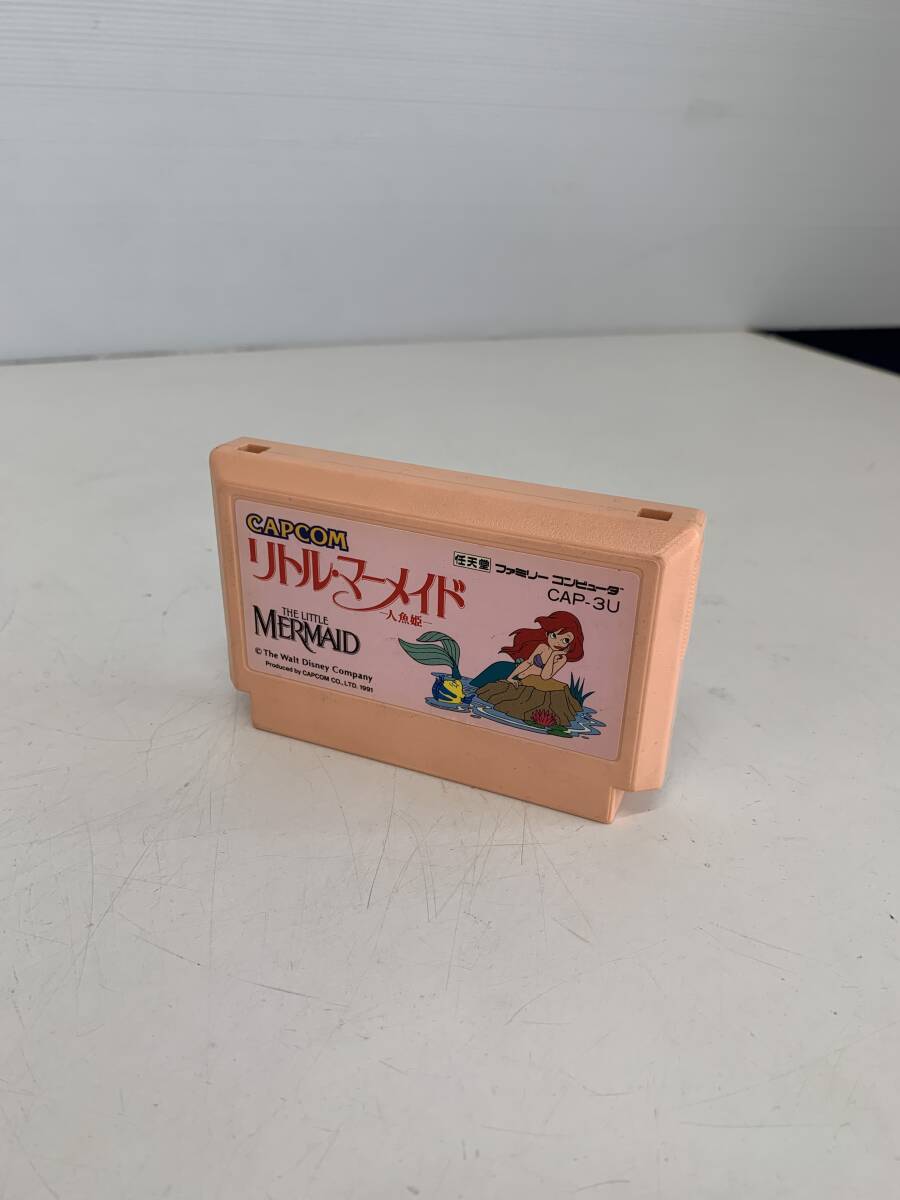 CAPCOM
リトル・マーメイド
―人魚姫―
THE LITTLE
MERMAID
© The Walt Disney Company
Produced by CAPCOM CO., LTD. 1991
任天堂 ファミリー コンピュータ
CAP-3U